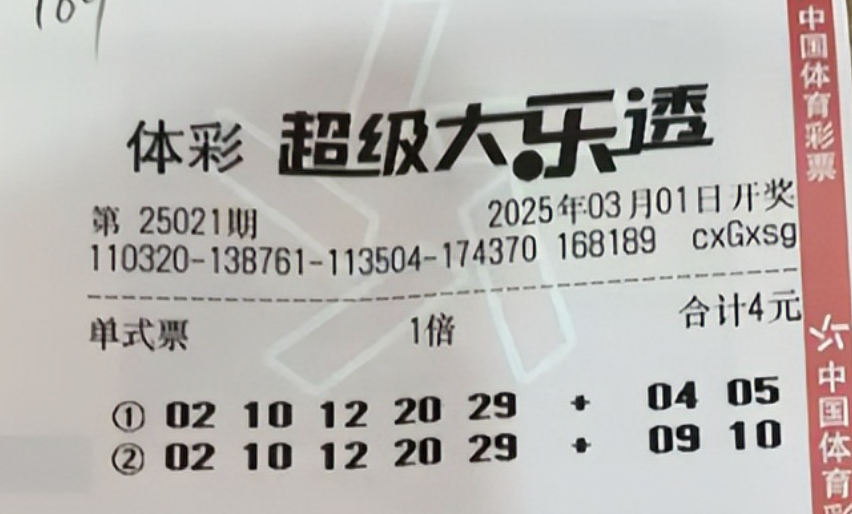 109
体彩 超级大乐透
第 25021期 2025年03月01日开奖
110320-138761-113504-174370 168189 cxGxsg
单式票 1倍 合计4元
① 02 10 12 20 29 + 04 05
② 02 10 12 20 29 + 09 10
中国体育彩票
中国体育彩